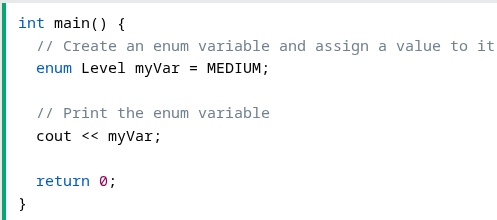 int main() {
  // Create an enum variable and assign a value to it
  enum Level myVar = MEDIUM;

  // Print the enum variable
  cout << myVar;

  return 0;
}